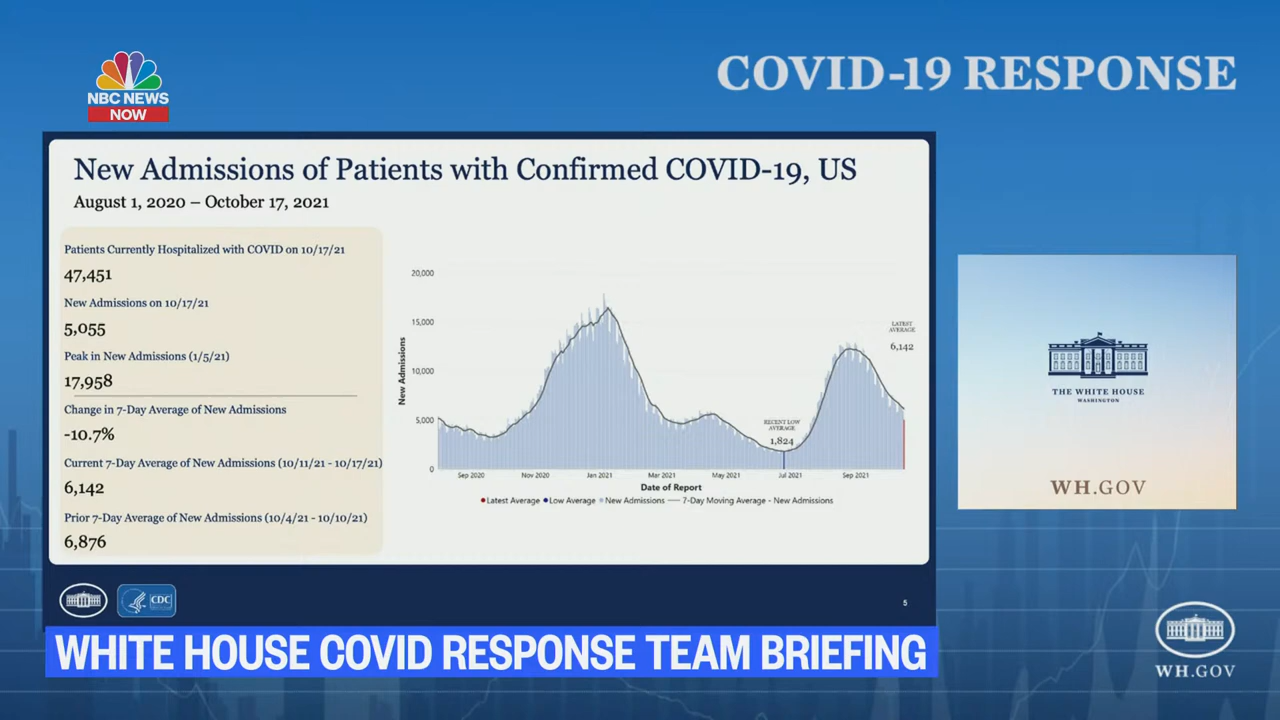 NBC NEWS
NOW
COVID-19 RESPONSE
New Admissions of Patients with Confirmed COVID-19, US
August 1, 2020 – October 17, 2021
Patients Currently Hospitalized with COVID on 10/17/21
47,451
New Admissions on 10/17/21
5,055
Peak in New Admissions (1/5/21)
17,958
Change in 7-Day Average of New Admissions
-10.7%
Current 7-Day Average of New Admissions (10/11/21 - 10/17/21)
6,142
Prior 7-Day Average of New Admissions (10/4/21 - 10/10/21)
6,876
New Admissions
20,000
15,000
10,000
5,000
0
LATEST
AVERAGE
6,142
RECENT LOW
AVERAGE
1,824
Sep 2020 Nov 2020 Jan 2021 Mar 2021 May 2021 Jul 2021 Sep 2021
Date of Report
Latest Average Low Average New Admissions 7-Day Moving Average - New Admissions
THE WHITE HOUSE
WASHINGTON
WH.GOV
CDC
5
WHITE HOUSE COVID RESPONSE TEAM BRIEFING
WH.GOV